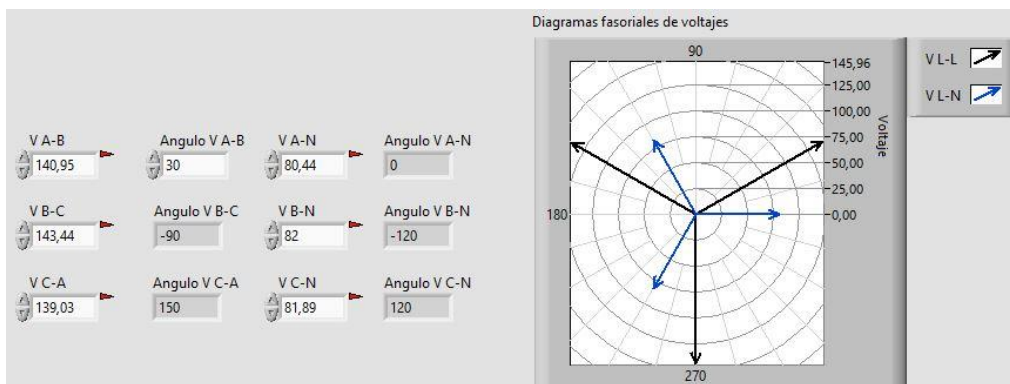 Diagramas fasoriales de voltajes
V A-B Angulo V A-B V A-N Angulo V A-N
140,95 30 80,44 0
V B-C Angulo V B-C V B-N Angulo V B-N
143,44 -90 82 -120
V C-A Angulo V C-A V C-N Angulo V C-N
139,03 150 81,89 120
90
180
270
145,96
125,00
100,00
75,00
50,00
25,00
0,00
Voltaje
V L-L
V L-N